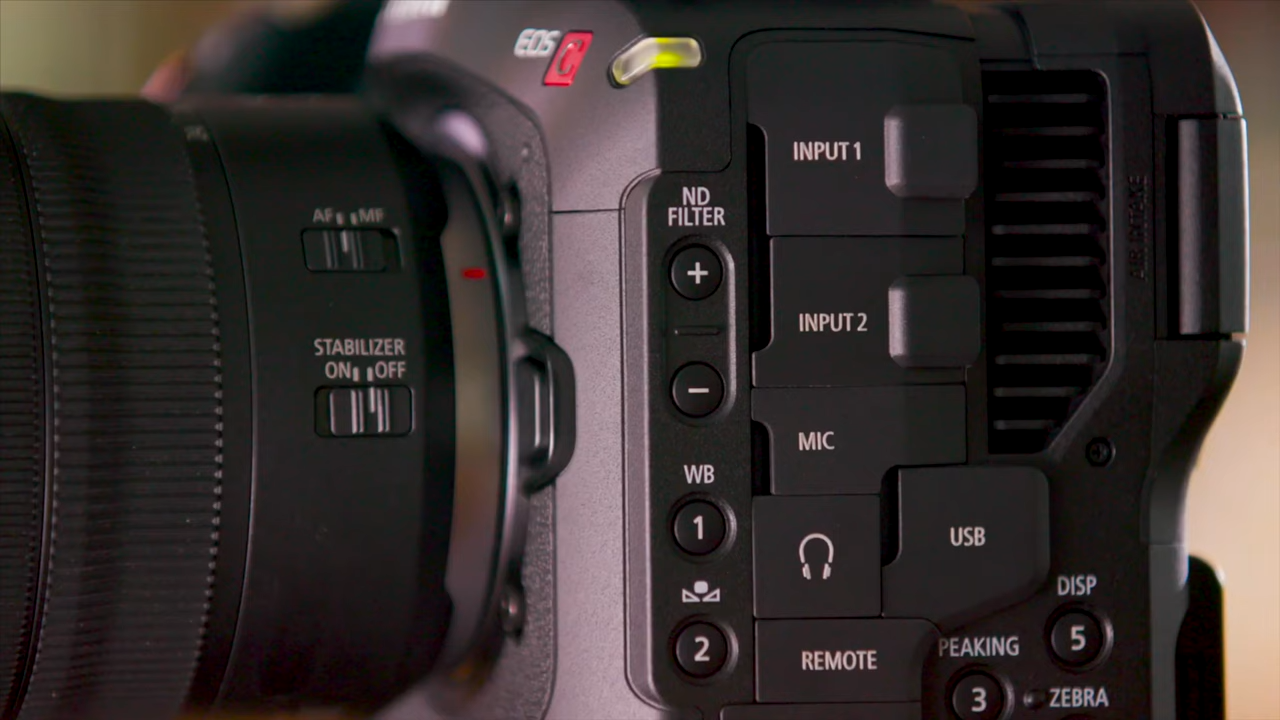 EOS C
INPUT 1
ND
FILTER
+
AF MF
INPUT 2
STABILIZER
ON OFF
-
MIC
WB
1
USB
DISP
5
2
REMOTE
PEAKING
3
ZEBRA